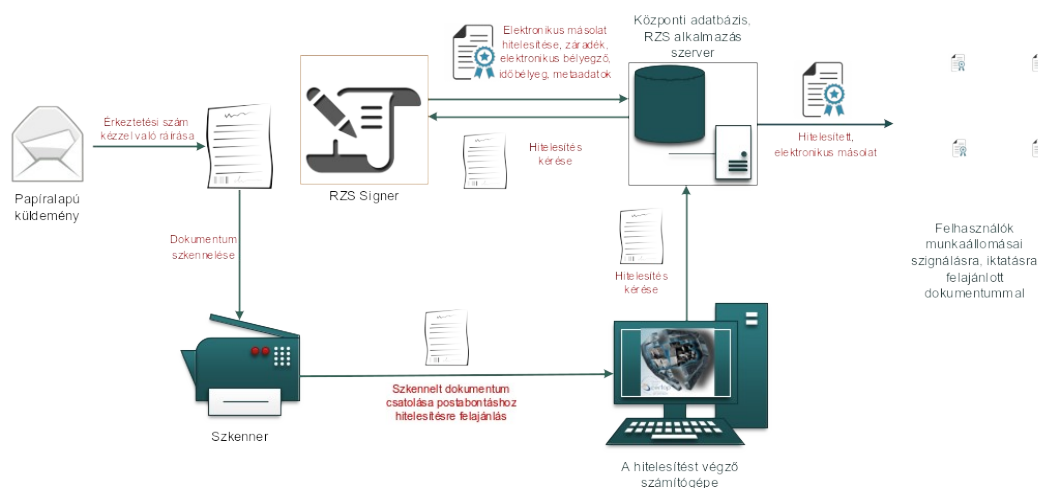 Elektronikus másolat
hitelesítése, záradék,
elektronikus bélyegző,
időbélyeg, metaadatok
Központi adatbázis,
RZS alkalmazás
szerver
Érkeztetési szám
kézzel való ráírása
Hitelesítés
kérése
Hitelesített,
elektronikus másolat
Papíralapú
küldemény
RZS Signer
Dokumentum
szkennelése
Hitelesítés
kérése
Felhasználók
munkaállomásai
szignálásra, iktatásra
felajánlott
dokumentummal
Szkennelt dokumentum
csatolása postabontáshoz
hitelesítésre felajánlás
Szkenner
A hitelesítést végző
számítógépe